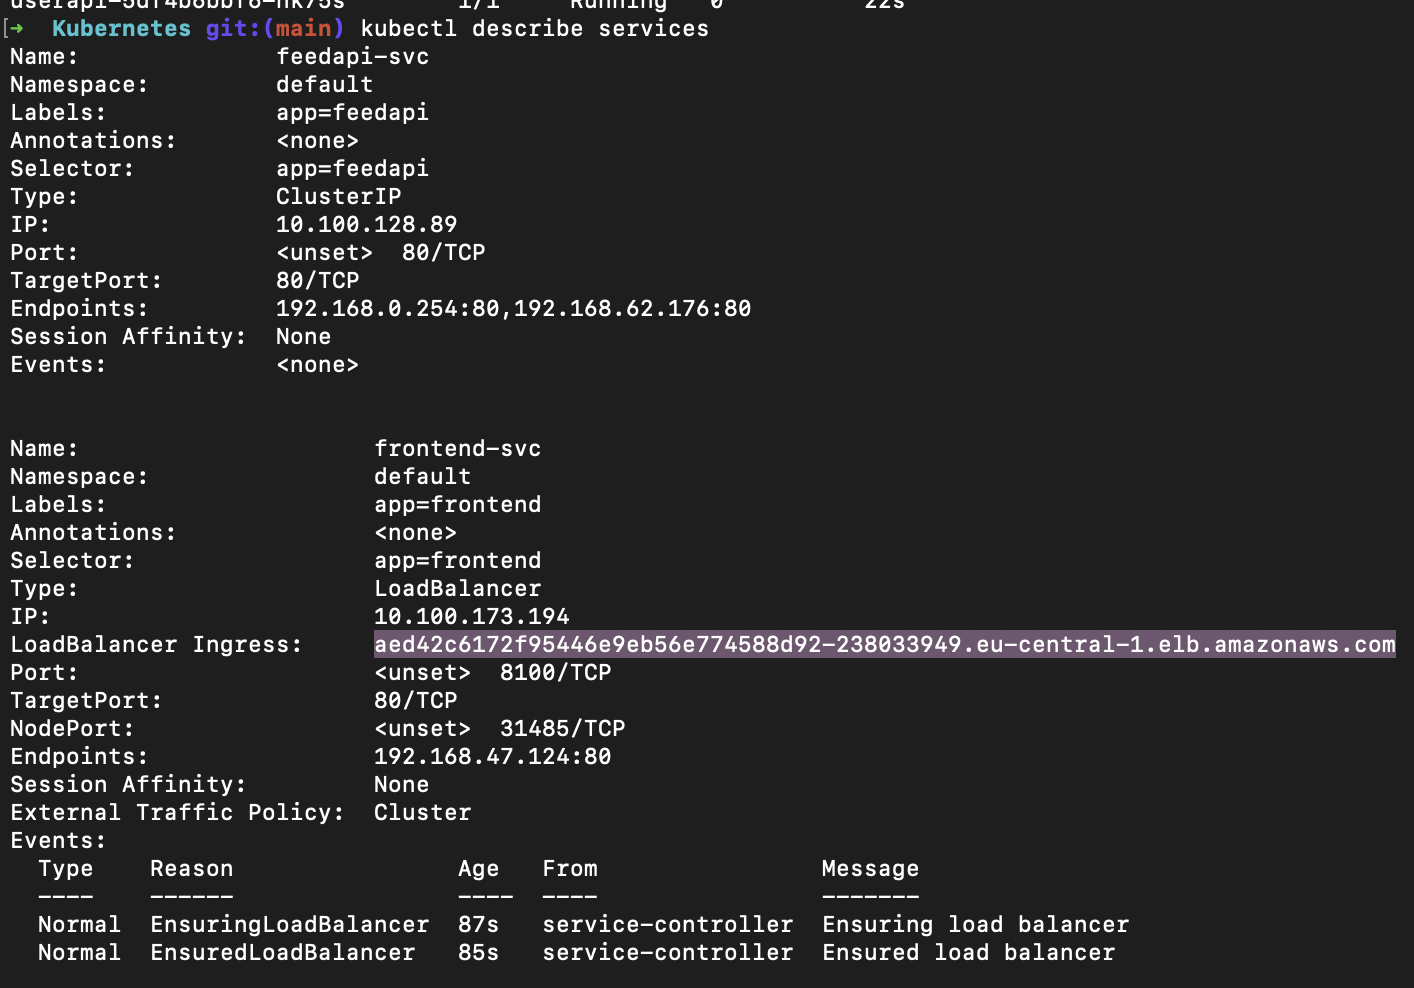 userapi-5df4b6bbf8-hk75s 1/1 Running 0 22s
[➜ Kubernetes git:(main) kubectl describe services
Name: feedapi-svc
Namespace: default
Labels: app=feedapi
Annotations: <none>
Selector: app=feedapi
Type: ClusterIP
IP: 10.100.128.89
Port: <unset> 80/TCP
TargetPort: 80/TCP
Endpoints: 192.168.0.254:80,192.168.62.176:80
Session Affinity: None
Events: <none>
Name: frontend-svc
Namespace: default
Labels: app=frontend
Annotations: <none>
Selector: app=frontend
Type: LoadBalancer
IP: 10.100.173.194
LoadBalancer Ingress: aed42c6172f95446e9eb56e774588d92-238033949.eu-central-1.elb.amazonaws.com
Port: <unset> 8100/TCP
TargetPort: 80/TCP
NodePort: <unset> 31485/TCP
Endpoints: 192.168.47.124:80
Session Affinity: None
External Traffic Policy: Cluster
Events:
Type Reason Age From Message
---- ------ ---- ---- -------
Normal EnsuringLoadBalancer 87s service-controller Ensuring load balancer
Normal EnsuredLoadBalancer 85s service-controller Ensured load balancer